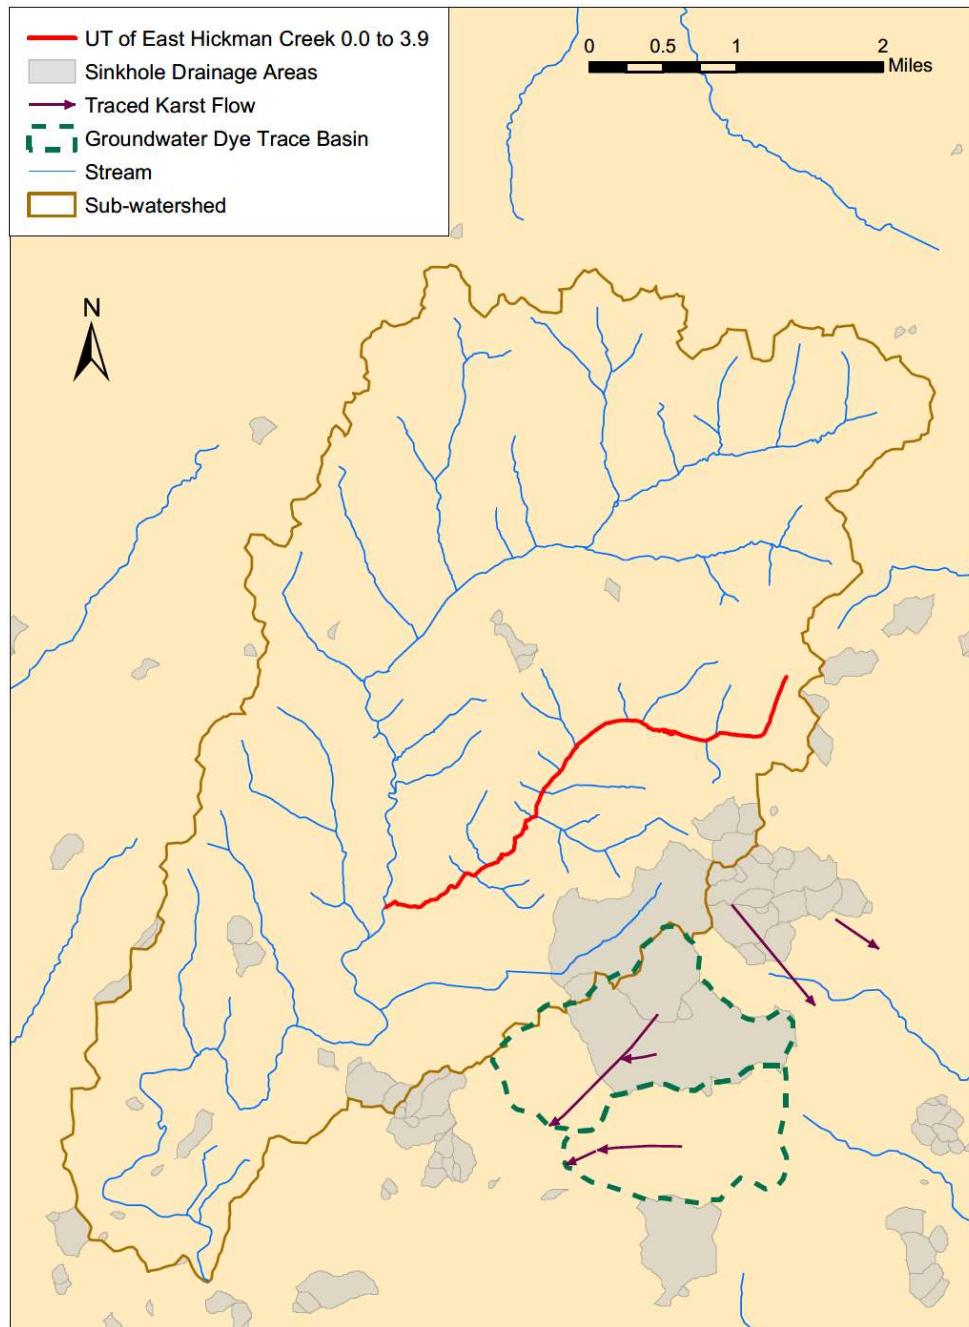 UT of East Hickman Creek 0.0 to 3.9
Sinkhole Drainage Areas
Traced Karst Flow
Groundwater Dye Trace Basin
Stream
Sub-watershed
0 0.5 1 2
Miles
N